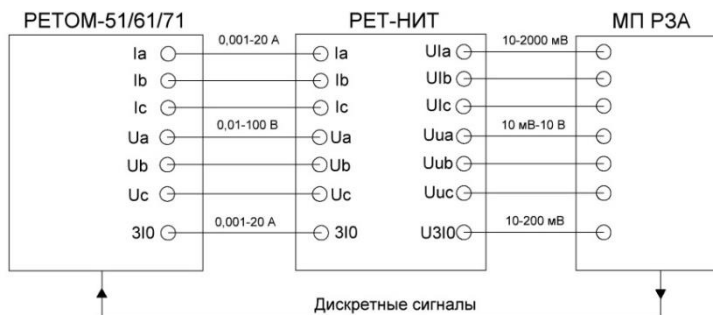 РЕТОМ-51/61/71 РЕТ-НИТ МП РЗА
Ia 0,001-20 А Ia UIa 10-2000 мВ
Ib Ib UIb
Ic Ic UIc
Ua 0,01-100 В Ua Uua 10 мВ-10 В
Ub Ub Uub
Uc Uc Uuc
3I0 0,001-20 А 3I0 U3I0 10-200 мВ
Дискретные сигналы